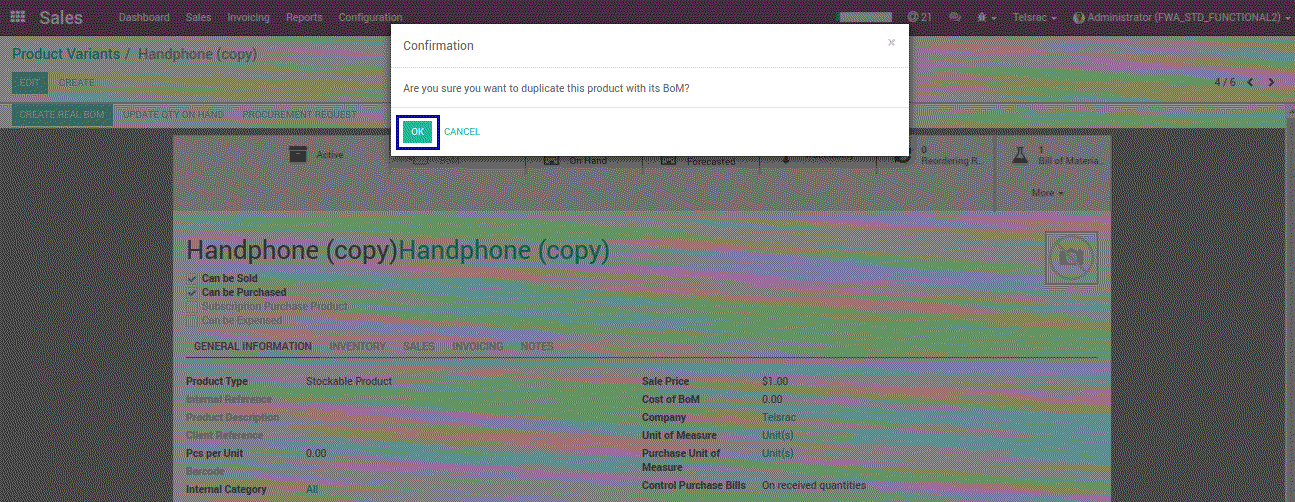 Sales Dashboard Sales Invoicing Reports Configuration 21 Telsrac Administrator (FWA_STD_FUNCTIONAL2)
Product Variants / Handphone (copy)
EDIT CREATE 4 / 6
CREATE REAL BOM UPDATE QTY ON HAND PROCUREMENT REQUEST
Confirmation ×
Are you sure you want to duplicate this product with its BoM?
OK CANCEL
Active On Hand Forecasted 0 Reordering R... 1 Bill of Materia...
More
Handphone (copy)Handphone (copy)
Can be Sold
Can be Purchased
Subscription Purchase Product
Can be Expensed
GENERAL INFORMATION INVENTORY SALES INVOICING NOTES
Product Type Stockable Product Sale Price $1.00
Internal Reference Cost of BoM 0.00
Product Description Company Telsrac
Client Reference Unit of Measure Unit(s)
Pcs per Unit 0.00 Purchase Unit of Measure Unit(s)
Barcode
Internal Category All Control Purchase Bills On received quantities